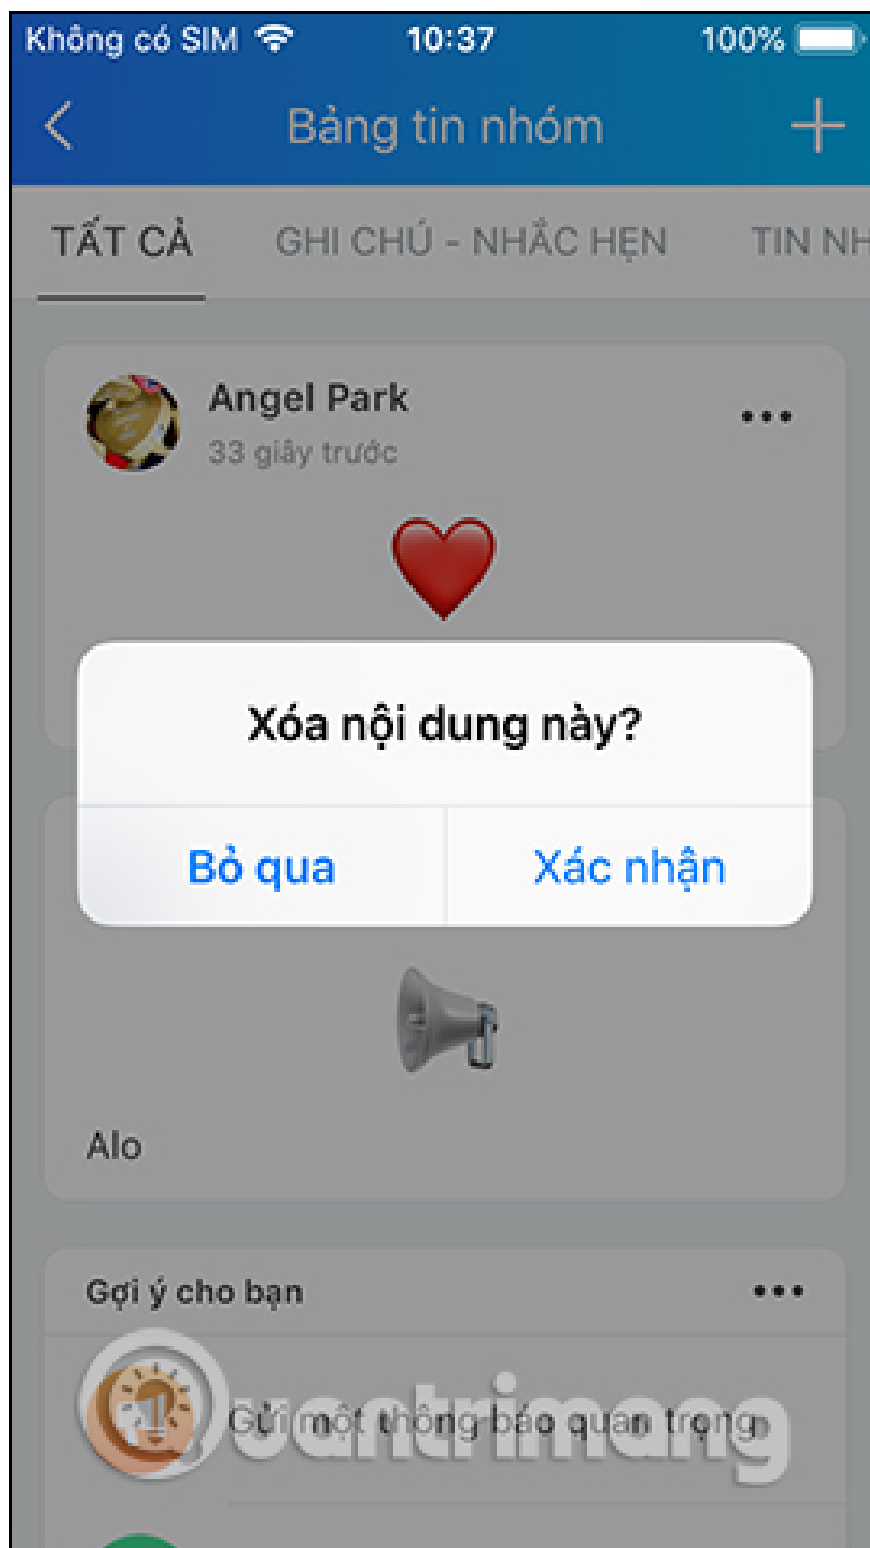 Không có SIM 10:37 100%
Bảng tin nhóm
TẤT CẢ GHI CHÚ - NHẮC HẸN TIN NH
Angel Park
33 giây trước
Xóa nội dung này?
Bỏ qua Xác nhận
Alo
Gợi ý cho bạn
Gửi một thông báo quan trọng
Quantrimang